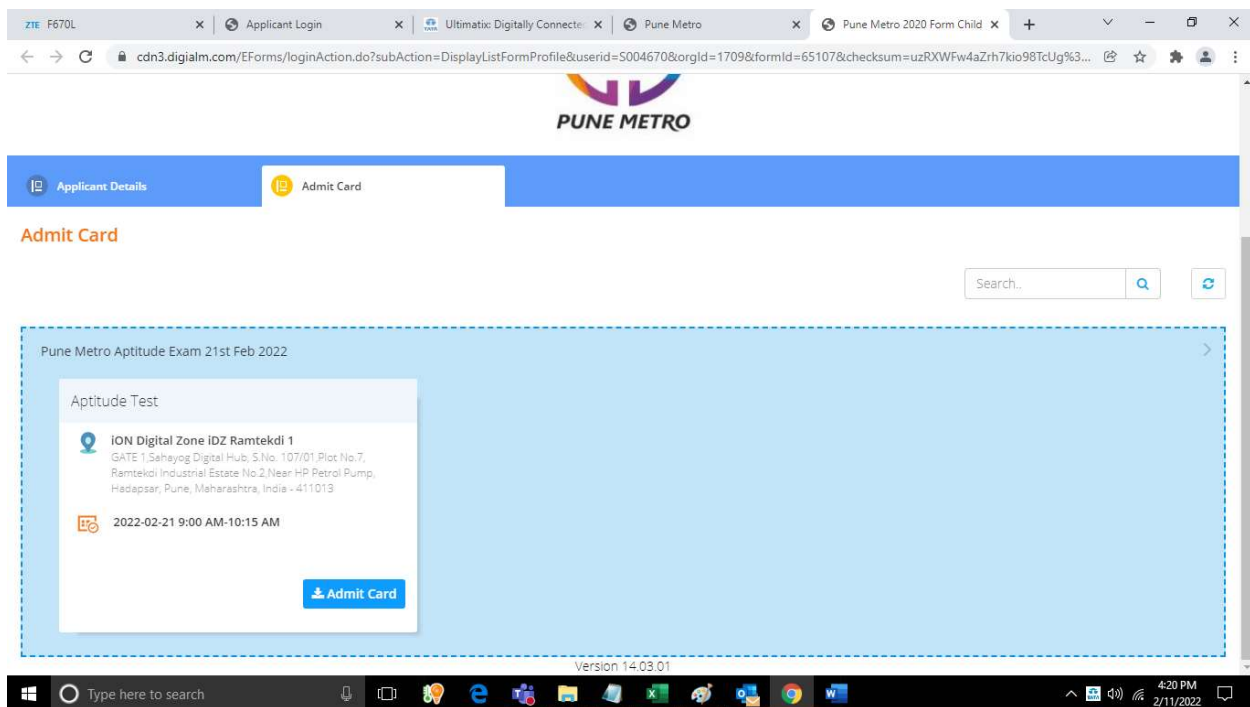 ZTE F670L
Applicant Login
Ultimatix: Digitally Connecte
Pune Metro
Pune Metro 2020 Form Child
cdn3.digialm.com/EForms/loginAction.do?subAction=DisplayListFormProfile&userid=S004670&orgId=1709&formId=65107&checksum=uzRXWFw4aZrh7kio98TcUg%3...
PUNE METRO
Applicant Details
Admit Card
Admit Card
Search..
Pune Metro Aptitude Exam 21st Feb 2022
Aptitude Test
iON Digital Zone iDZ Ramtekdi 1
GATE 1,Sahayog Digital Hub, S.No. 107/01,Plot No.7,
Ramtekdi Industrial Estate No.2,Near HP Petrol Pump,
Hadapsar, Pune, Maharashtra, India - 411013
2022-02-21 9:00 AM-10:15 AM
Admit Card
Version 14.03.01
Type here to search
4:20 PM
2/11/2022